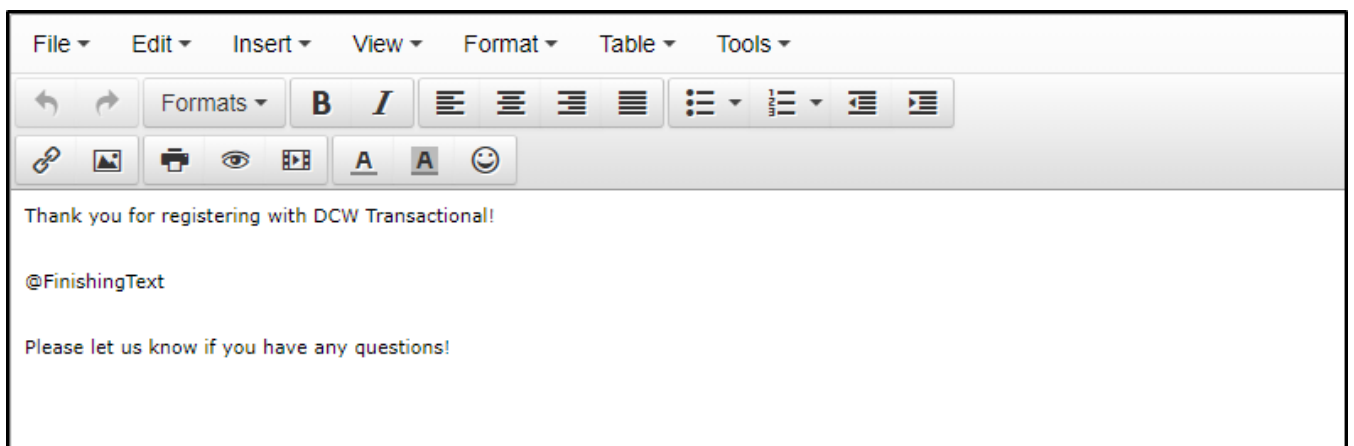 File Edit Insert View Format Table Tools
Formats B I
A A
Thank you for registering with DCW Transactional!
@FinishingText
Please let us know if you have any questions!